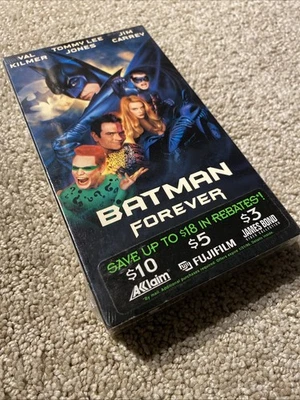 VAL KILMER
TOMMY LEE JONES
JIM CARREY
BATMAN
FOREVER
SAVE UP TO $18 IN REBATES!*
$10 $5 $3
AKKlaim FUJIFILM JAMES BOND